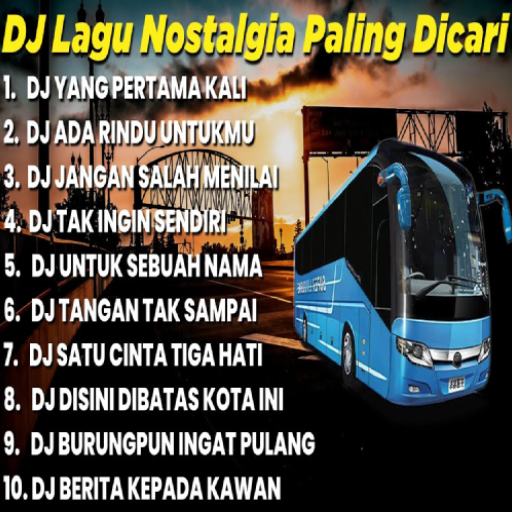 DJ Lagu Nostalgia Paling Dicari
1. DJ YANG PERTAMA KALI
2. DJ ADA RINDU UNTUKMU
3. DJ JANGAN SALAH MENILAI
4. DJ TAK INGIN SENDIRI
5. DJ UNTUK SEBUAH NAMA
6. DJ TANGAN TAK SAMPAI
7. DJ SATU CINTA TIGA HATI
8. DJ DISINI DIBATAS KOTA INI
9. DJ BURUNGPUN INGAT PULANG
10. DJ BERITA KEPADA KAWAN